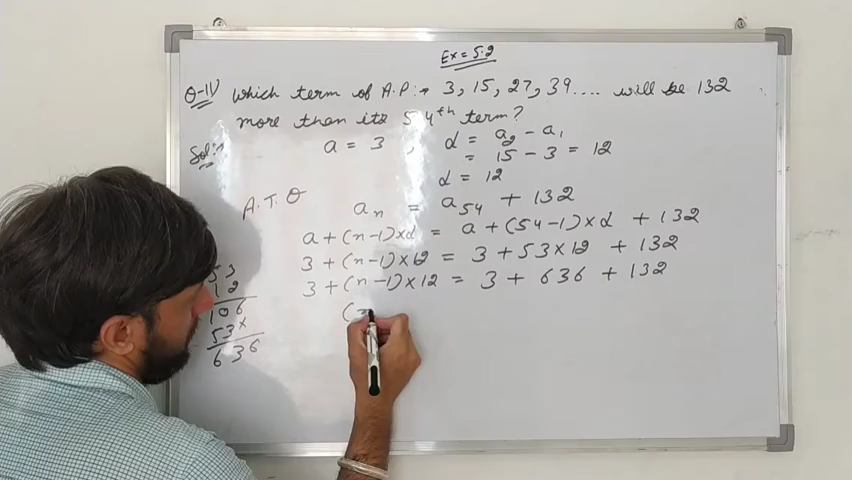 Ex = 5.2
Q-11) which term of A.P :→ 3, 15, 27, 39 .... will be 132
more than its 54th term?
Sol:→ a = 3 , d = a2 - a1
= 15 - 3 = 12
d = 12
A.T.Q
an = a54 + 132
a + (n-1)×d = a + (54-1)×d + 132
3 + (n-1)×12 = 3 + 53×12 + 132
3 + (n-1)×12 = 3 + 636 + 132
(n
53
12
106
53×
636